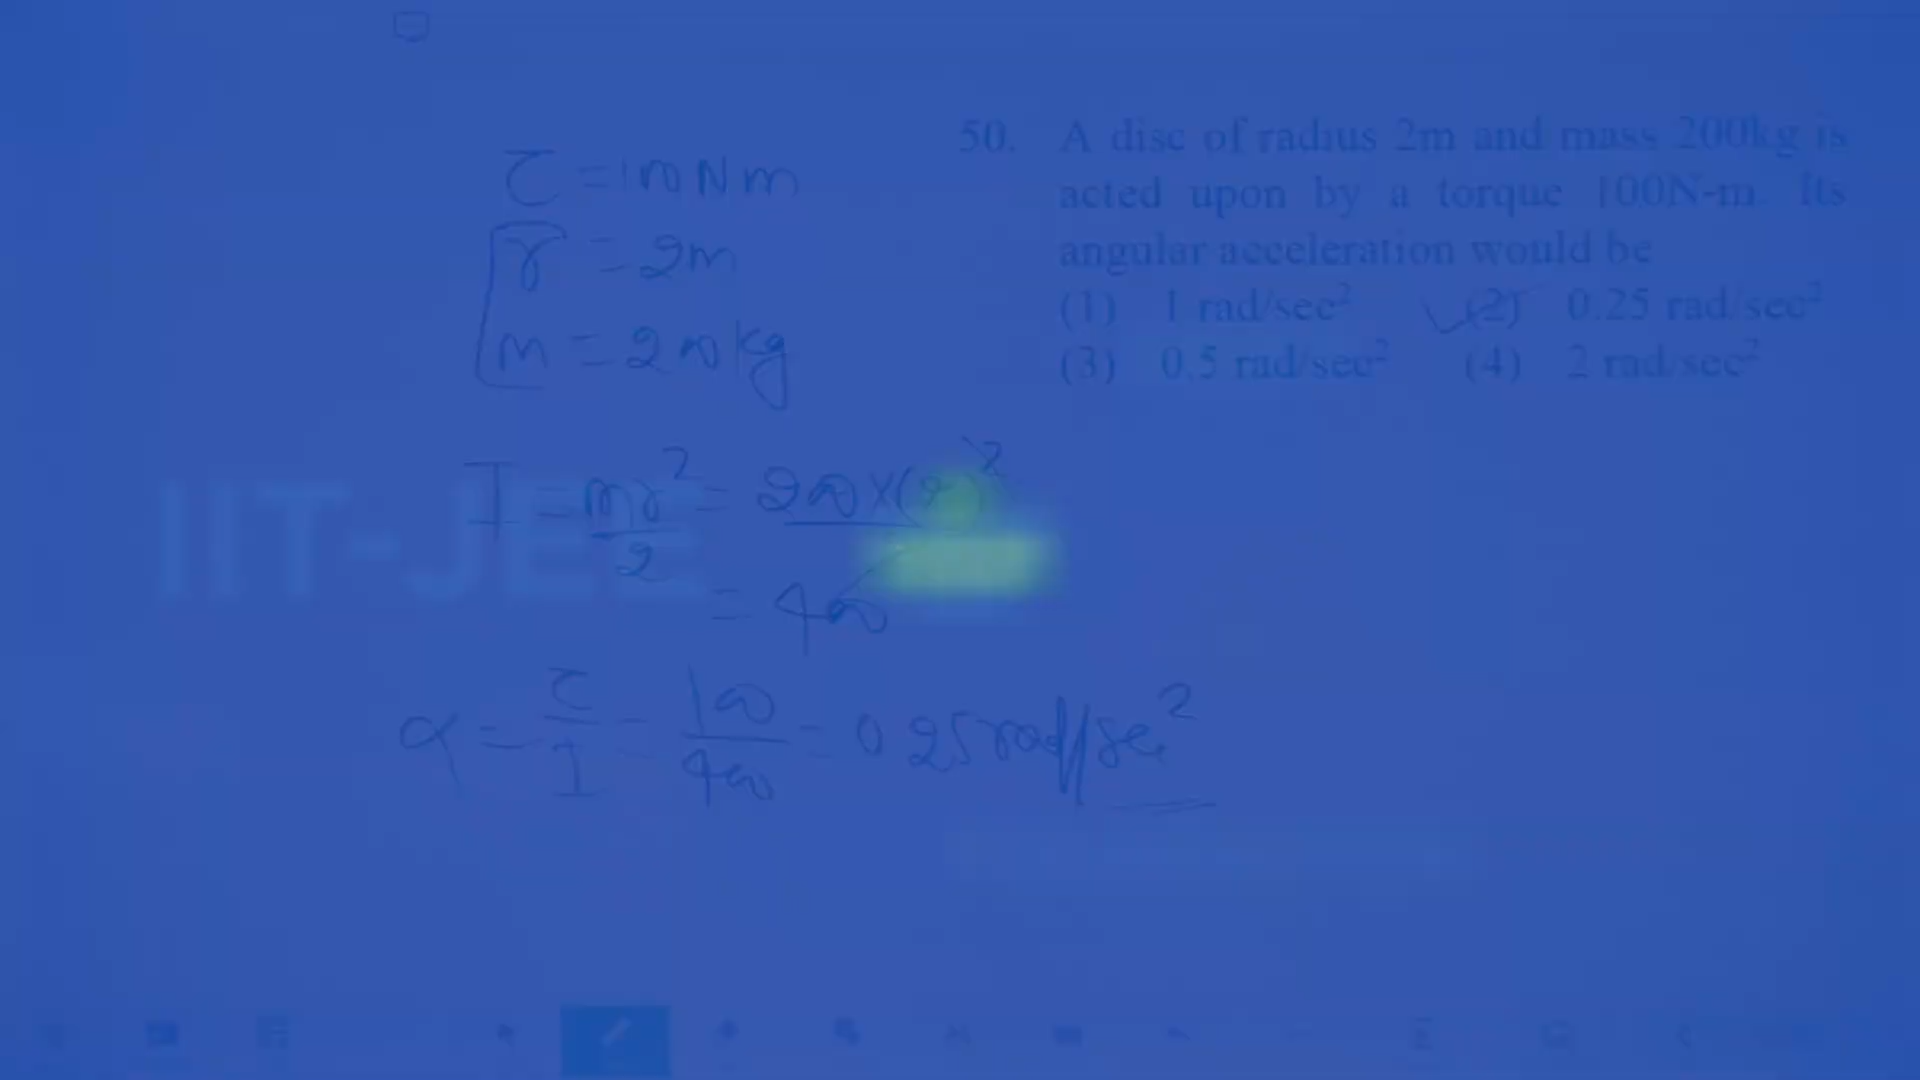 τ = 100 N m
r = 2m
m = 200 kg
I = mr²/2 = 200×(2)²
= 400
α = τ/I = 100/400 = 0.25 rad/sec²
50. A disc of radius 2m and mass 200kg is
acted upon by a torque 100N-m. Its
angular acceleration would be
(1) 1 rad/sec² (2) 0.25 rad/sec²
(3) 0.5 rad/sec² (4) 2 rad/sec²
IIT-JEE